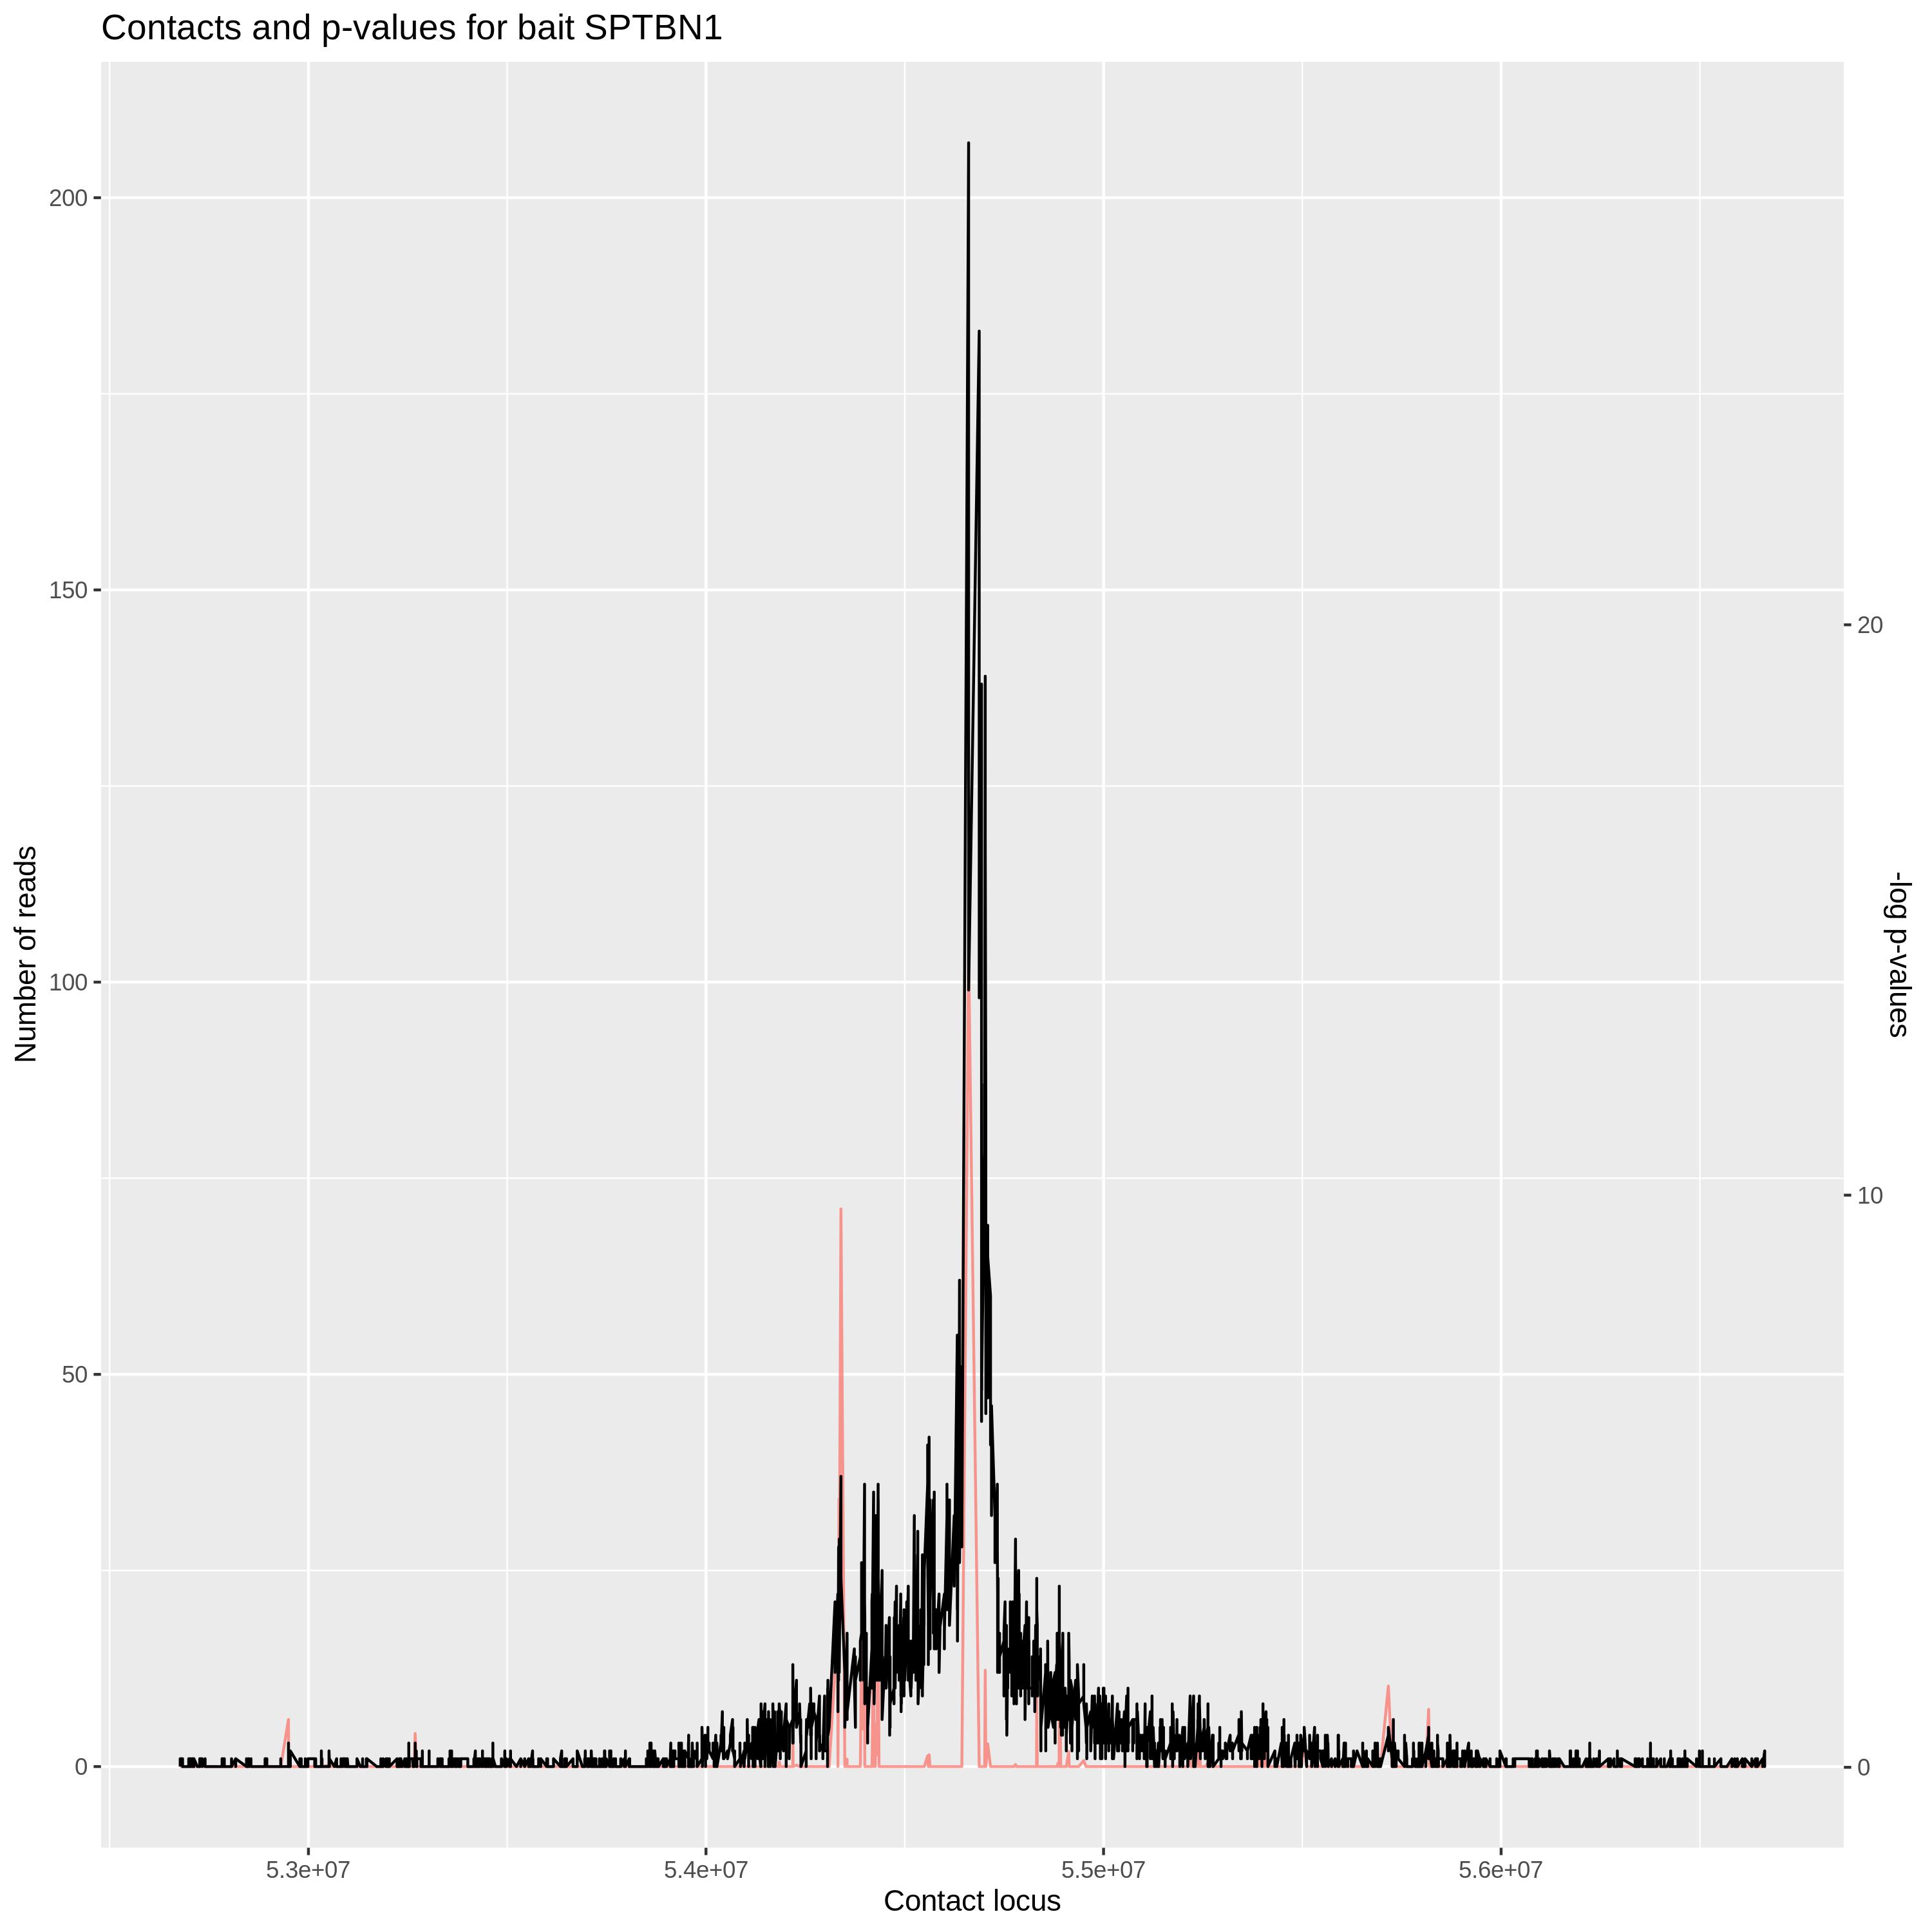 Contacts and p-values for bait SPTBN1
200
150
100
50
0
Number of reads
20
10
0
-log p-values
5.3e+07
5.4e+07
5.5e+07
5.6e+07
Contact locus